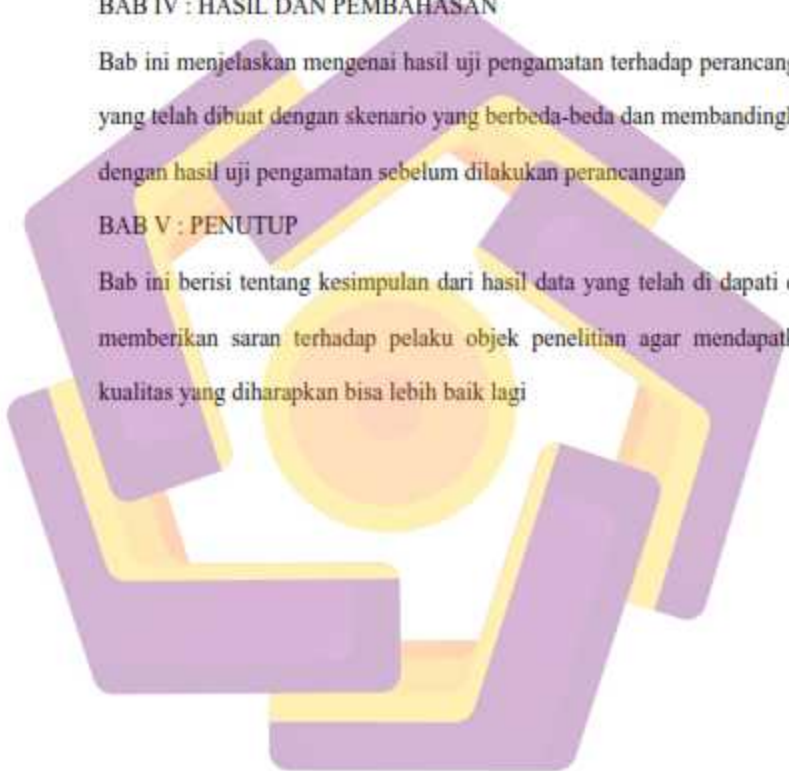 BAB IV : HASIL DAN PEMBAHASAN
Bab ini menjelaskan mengenai hasil uji pengamatan terhadap
yang telah dibuat dengan skenario yang berbeda-beda dan
dengan hasil uji pengamatan sebelum dilakukan perancangan
BAB V : PENUTUP
Bab ini berisi tentang kesimpulan dari hasil data yang telah di dapati
memberikan saran terhadap pelaku objek penelitian agar
kualitas yang diharapkan bisa lebih baik lagi